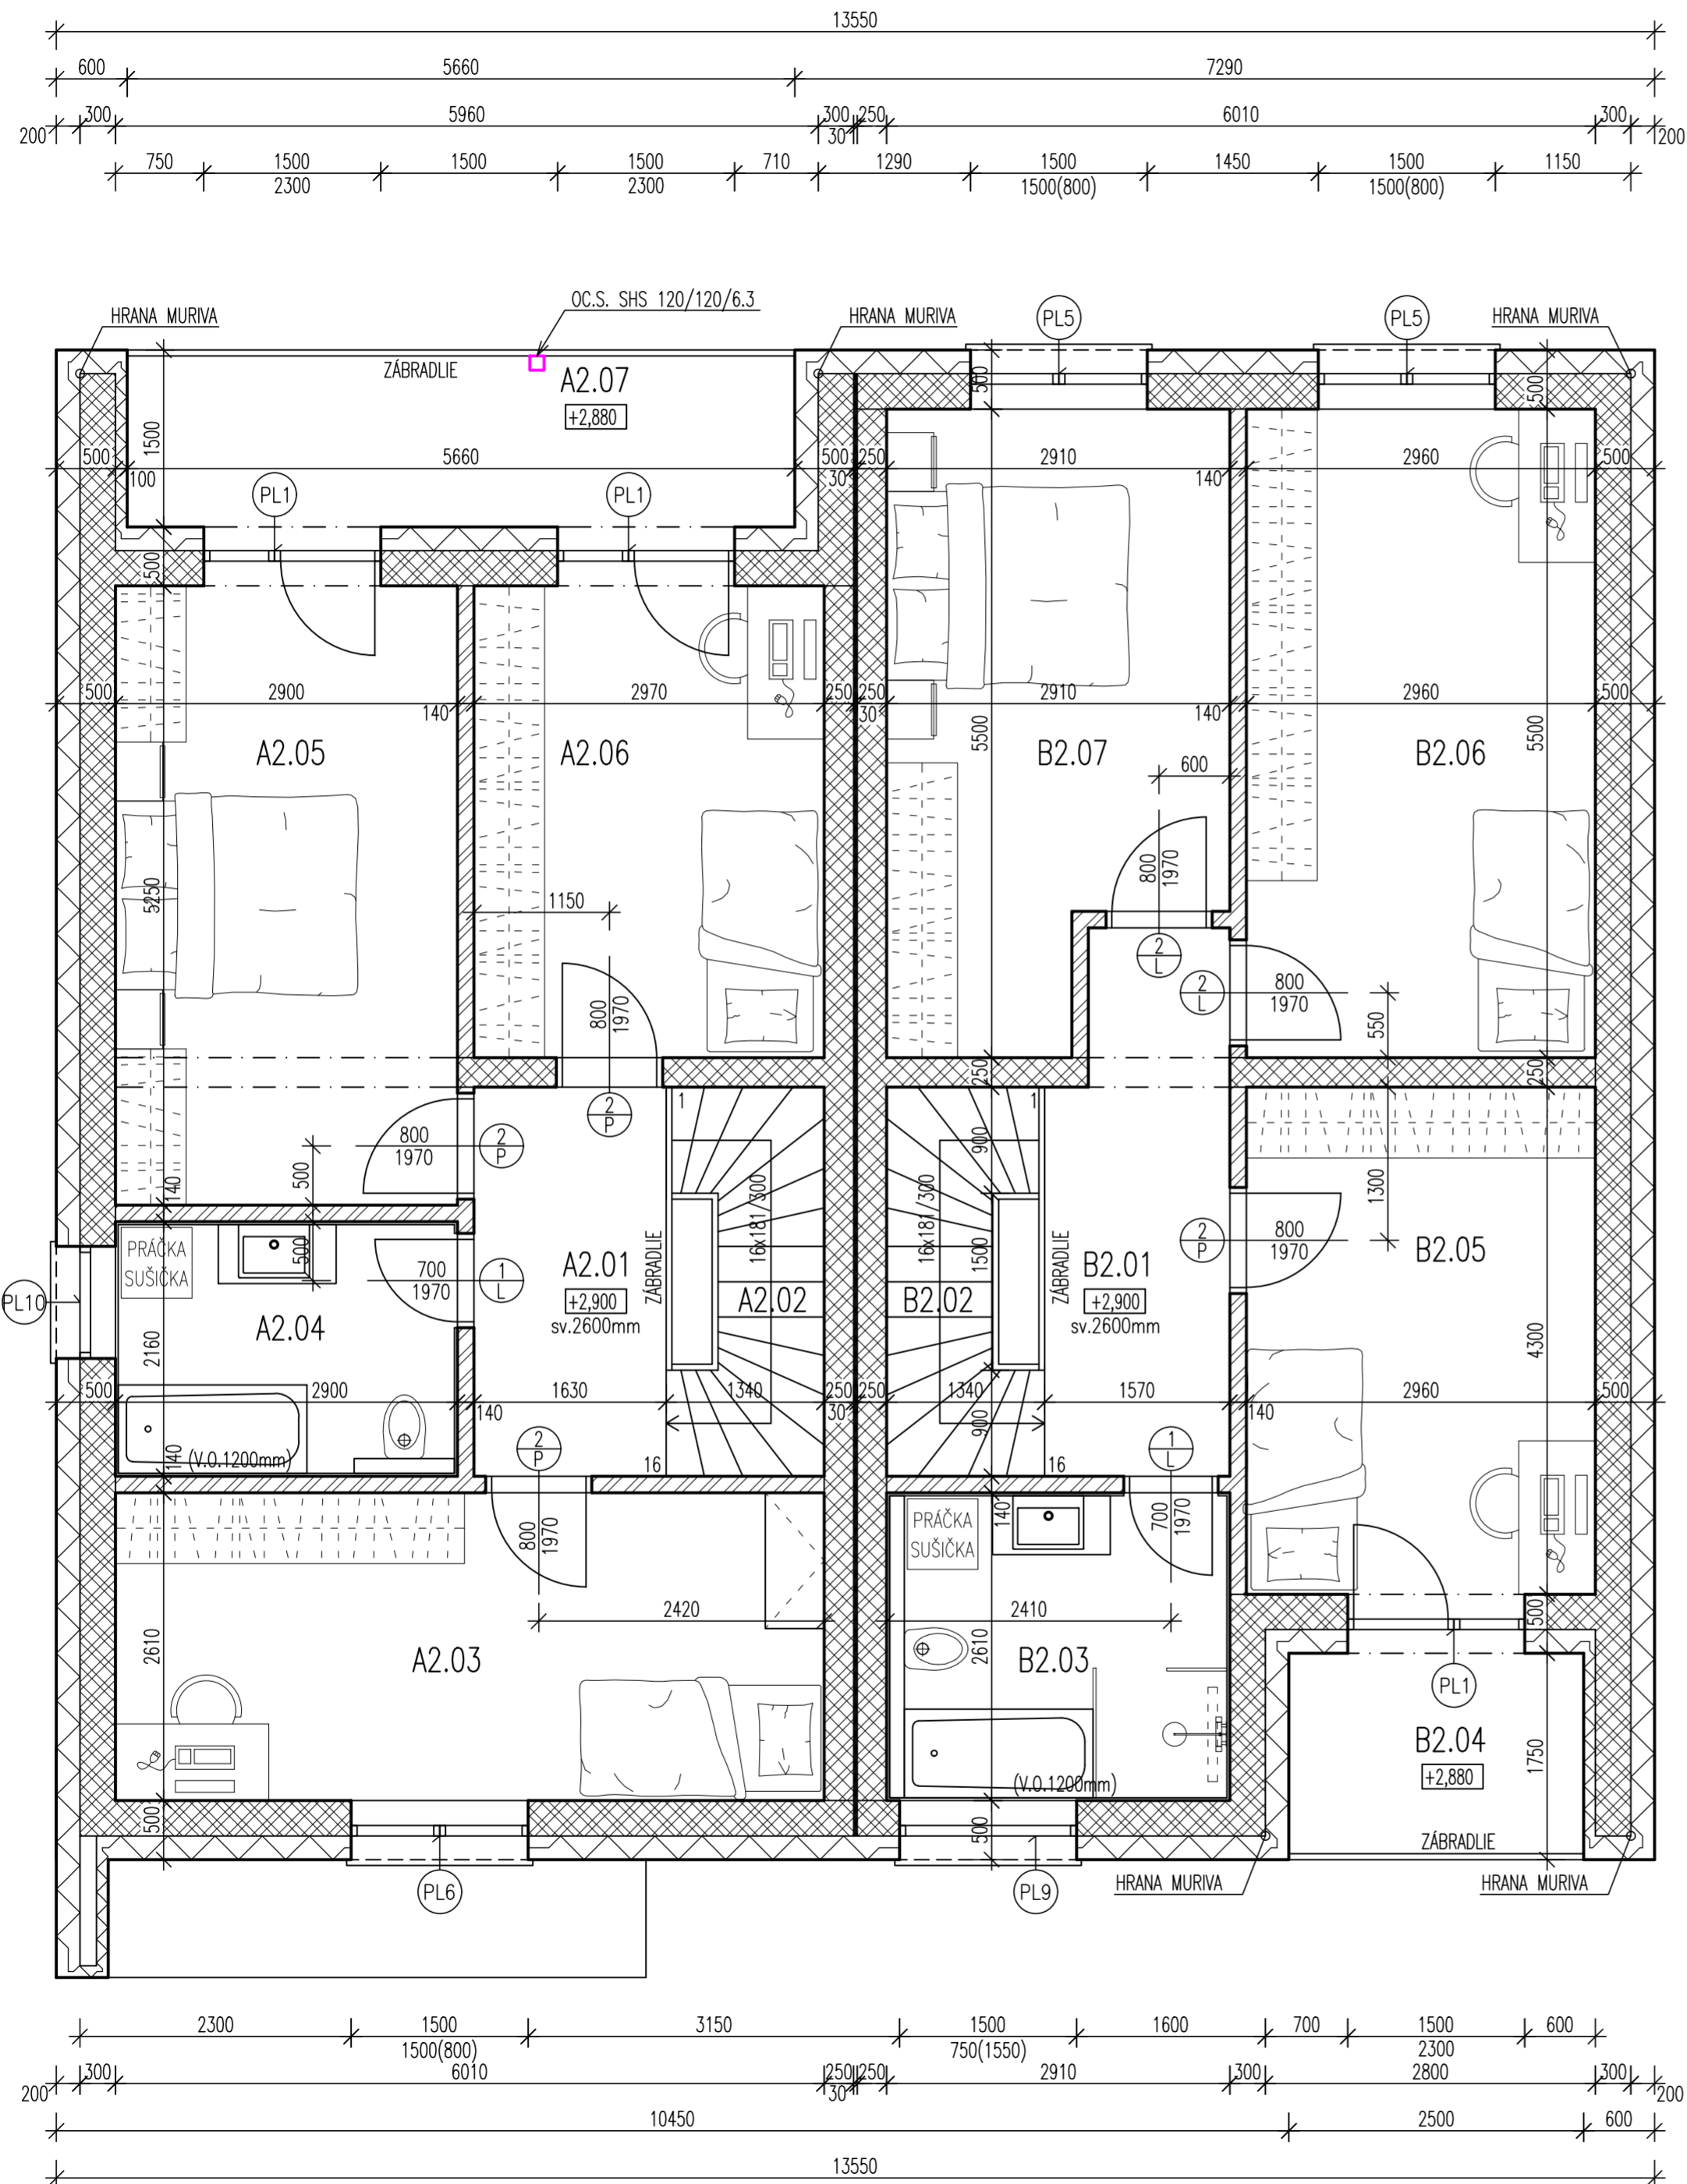 13550
600 5660 7290
200 300 5960 300 30 250 6010 300 200
750 1500 1500 1500 710 1290 1500 1450 1500 1150
2300 2300 1500(800) 1500(800)
OC.S. SHS 120/120/6.3
HRANA MURIVA HRANA MURIVA PL5 PL5 HRANA MURIVA
ZÁBRADLIE A2.07
+2,880
500 500
1500
500 100 5660 500 30 250 2910 140 2960 500
PL1 PL1
500
500 2900 140 2970 250 30 250 2910 140 2960 500
A2.05 A2.06 B2.07 B2.06
5500 5500
600
5250
1150
800
1970
800
1970
2
L
2
L
800
1970
550
250 250
2
P
1 1
800
1970
2
P
500
140
900
1300
PRÁČKA
SUŠIČKA
500
700
1970
1
L
A2.01
+2,900
sv.2600mm
ZÁBRADLIE
16x181/300
A2.02
16x181/300
1500
B2.02
ZÁBRADLIE
B2.01
+2,900
sv.2600mm
2
P
800
1970
B2.05
PL10
A2.04
2160
4300
500 2900 140 1630 1340 250 30 250 1340 1570 140 2960 500
900
140
(V.O.1200mm)
2
P
16 16
1
L
800
1970
140
PRÁČKA
SUŠIČKA
700
1970
2420 2410
2610
A2.03
2610
B2.03
500
PL1
B2.04
+2,880
1750
(V.O.1200mm)
500 500
ZÁBRADLIE
PL6 PL9 HRANA MURIVA HRANA MURIVA
2300 1500 3150 1500 1600 700 1500 600
1500(800) 750(1550) 2300
200 300 6010 250 30 250 2910 300 2800 300 200
10450 2500 600
13550